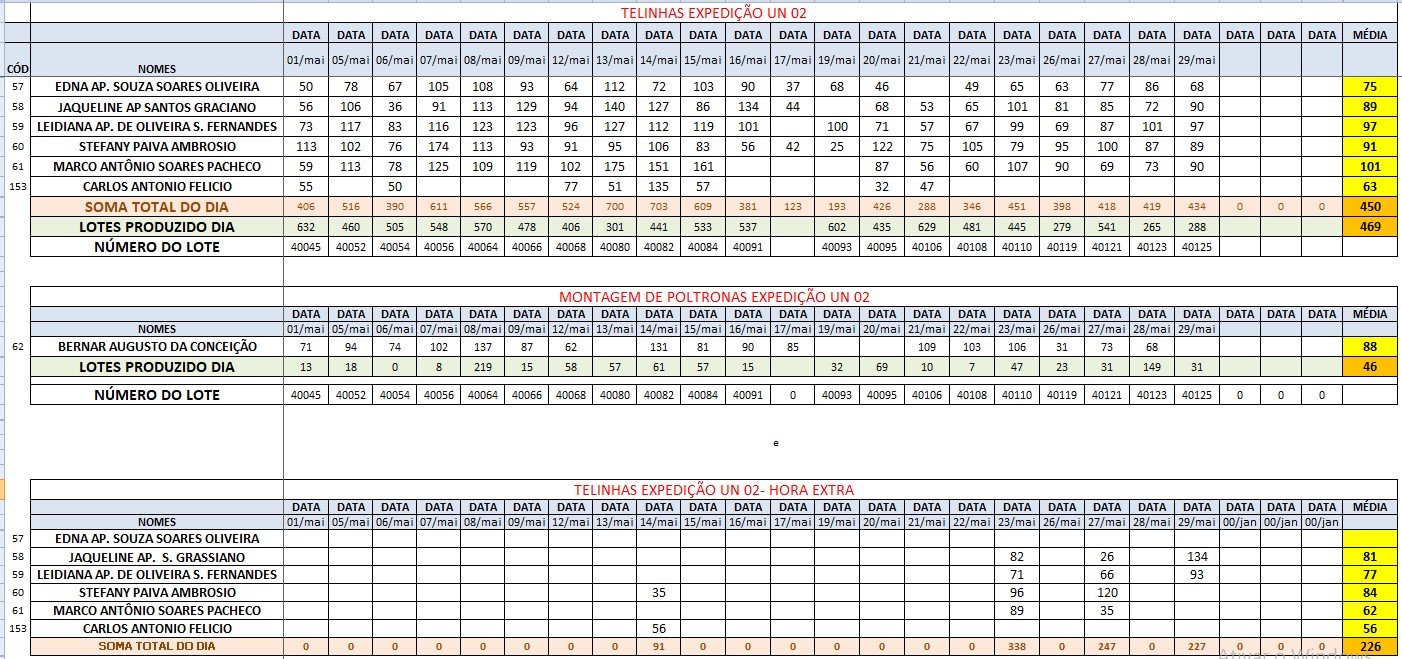 TELINHAS EXPEDIÇÃO UN 02
DATA DATA DATA DATA DATA DATA DATA DATA DATA DATA DATA DATA DATA DATA DATA DATA DATA DATA DATA DATA DATA DATA DATA DATA MÉDIA
CÓD NOMES 01/mai 05/mai 06/mai 07/mai 08/mai 09/mai 12/mai 13/mai 14/mai 15/mai 16/mai 17/mai 19/mai 20/mai 21/mai 22/mai 23/mai 26/mai 27/mai 28/mai 29/mai
57 EDNA AP. SOUZA SOARES OLIVEIRA 50 78 67 105 108 93 64 112 72 103 90 37 68 46 49 65 63 77 86 68 75
58 JAQUELINE AP SANTOS GRACIANO 56 106 36 91 113 129 94 140 127 86 134 44 68 53 65 101 81 85 72 90 89
59 LEIDIANA AP. DE OLIVEIRA S. FERNANDES 73 117 83 116 123 123 96 127 112 119 101 100 71 57 67 99 69 87 101 97 97
60 STEFANY PAIVA AMBROSIO 113 102 76 174 113 93 91 95 106 83 56 42 25 122 75 105 79 95 100 87 89 91
61 MARCO ANTÔNIO SOARES PACHECO 59 113 78 125 109 119 102 175 151 161 87 56 60 107 90 69 73 90 101
153 CARLOS ANTONIO FELICIO 55 50 77 51 135 57 32 47 63
SOMA TOTAL DO DIA 406 516 390 611 566 557 524 700 703 609 381 123 193 426 288 346 451 398 418 419 434 0 0 0 450
LOTES PRODUZIDO DIA 632 460 505 548 570 478 406 301 441 533 537 602 435 629 481 445 279 541 265 288 469
NÚMERO DO LOTE 40045 40052 40054 40056 40064 40066 40068 40080 40082 40084 40091 40093 40095 40106 40108 40110 40119 40121 40123 40125
MONTAGEM DE POLTRONAS EXPEDIÇÃO UN 02
DATA DATA DATA DATA DATA DATA DATA DATA DATA DATA DATA DATA DATA DATA DATA DATA DATA DATA DATA DATA DATA DATA DATA DATA MÉDIA
NOMES 01/mai 05/mai 06/mai 07/mai 08/mai 09/mai 12/mai 13/mai 14/mai 15/mai 16/mai 17/mai 19/mai 20/mai 21/mai 22/mai 23/mai 26/mai 27/mai 28/mai 29/mai
62 BERNAR AUGUSTO DA CONCEIÇÃO 71 94 74 102 137 87 62 131 81 90 85 109 103 106 31 73 68 88
LOTES PRODUZIDO DIA 13 18 0 8 219 15 58 57 61 57 15 32 69 10 7 47 23 31 149 31 46
NÚMERO DO LOTE 40045 40052 40054 40056 40064 40066 40068 40080 40082 40084 40091 0 40093 40095 40106 40108 40110 40119 40121 40123 40125 0 0 0
e
TELINHAS EXPEDIÇÃO UN 02- HORA EXTRA
DATA DATA DATA DATA DATA DATA DATA DATA DATA DATA DATA DATA DATA DATA DATA DATA DATA DATA DATA DATA DATA DATA DATA DATA MÉDIA
NOMES 01/mai 05/mai 06/mai 07/mai 08/mai 09/mai 12/mai 13/mai 14/mai 15/mai 16/mai 17/mai 19/mai 20/mai 21/mai 22/mai 23/mai 26/mai 27/mai 28/mai 29/mai 00/jan 00/jan 00/jan
57 EDNA AP. SOUZA SOARES OLIVEIRA
58 JAQUELINE AP. S. GRASSIANO 82 26 134 81
59 LEIDIANA AP. DE OLIVEIRA S. FERNANDES 71 66 93 77
60 STEFANY PAIVA AMBROSIO 35 96 120 84
61 MARCO ANTÔNIO SOARES PACHECO 89 35 62
153 CARLOS ANTONIO FELICIO 56 56
SOMA TOTAL DO DIA 0 0 0 0 0 0 0 0 91 0 0 0 0 0 0 0 338 0 247 0 227 0 0 0 226
Ativar o Windows